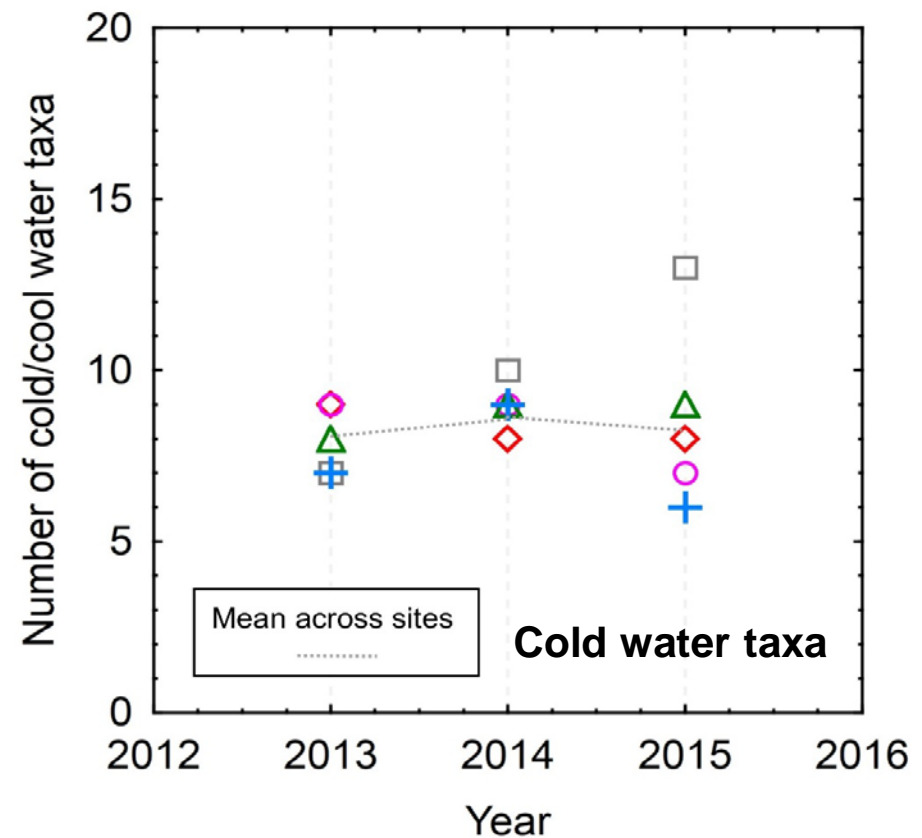 Number of cold/cool water taxa
20
15
10
5
0
Mean across sites
Cold water taxa
2012 2013 2014 2015 2016
Year